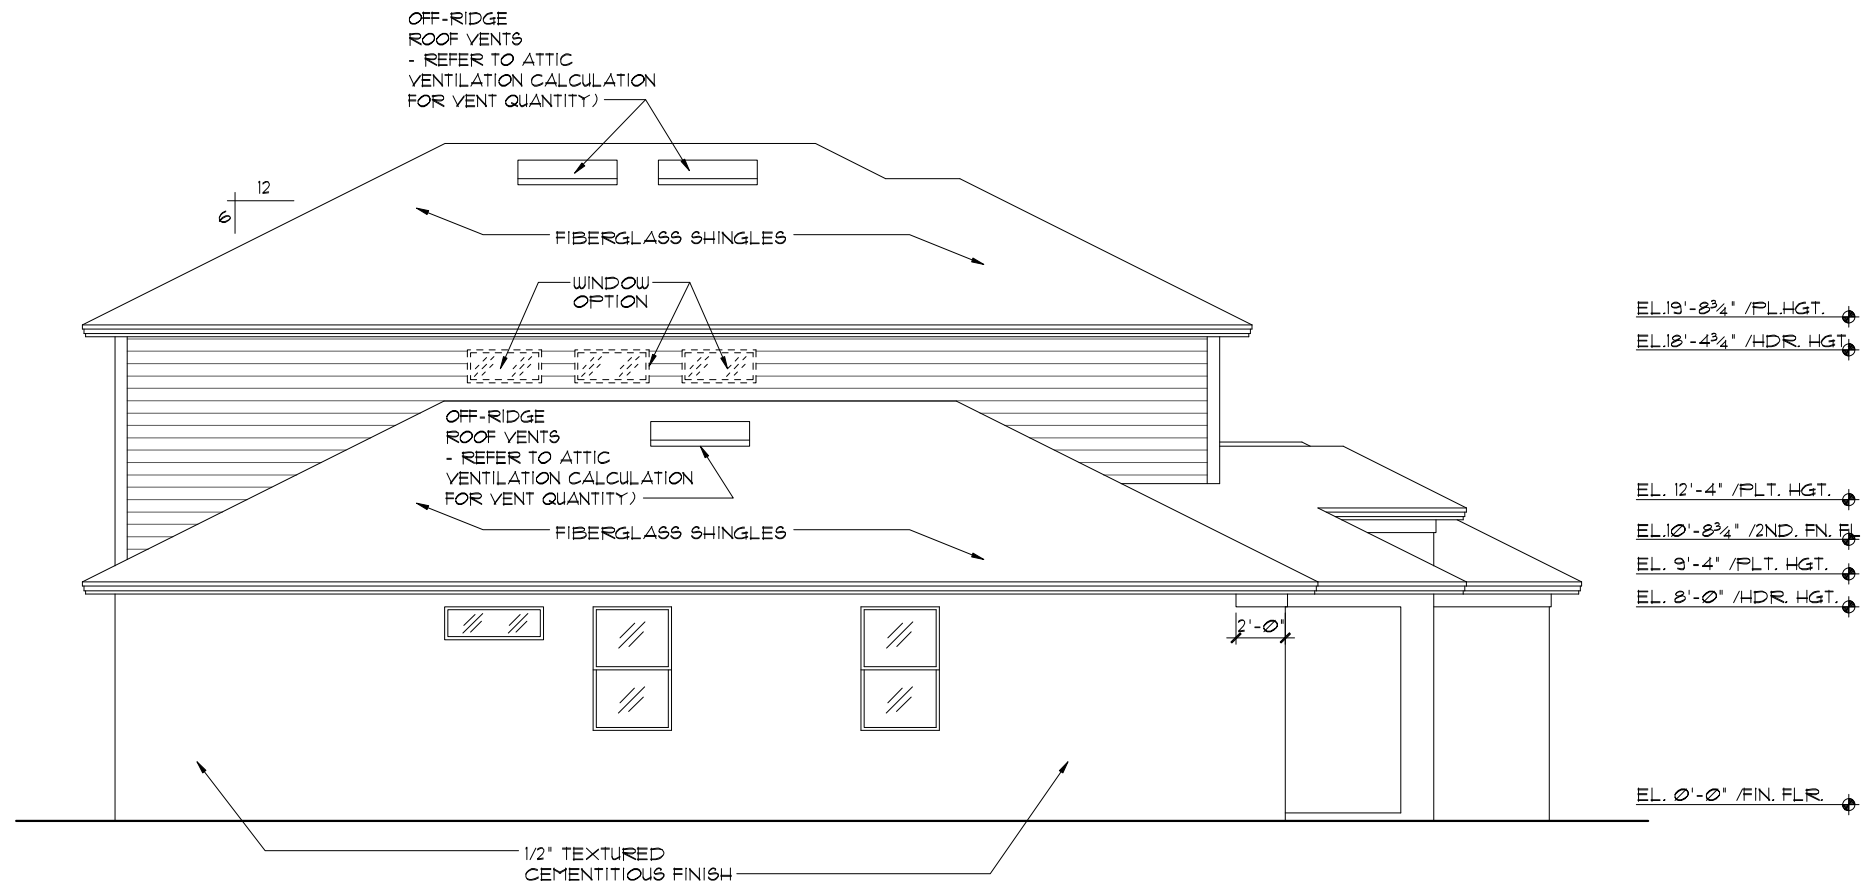 OFF-RIDGE
ROOF VENTS
- REFER TO ATTIC
VENTILATION CALCULATION
FOR VENT QUANTITY)
12
6
FIBERGLASS SHINGLES
WINDOW
OPTION
EL.19'-8¾" /PL.HGT.
EL.18'-4¾" /HDR. HGT
OFF-RIDGE
ROOF VENTS
- REFER TO ATTIC
VENTILATION CALCULATION
FOR VENT QUANTITY)
FIBERGLASS SHINGLES
EL. 12'-4" /PLT. HGT.
EL.10'-8¾" /2ND. FN. FL
EL. 9'-4" /PLT. HGT.
EL. 8'-0" /HDR. HGT.
2'-0"
EL. 0'-0" /FIN. FLR.
1/2" TEXTURED
CEMENTITIOUS FINISH